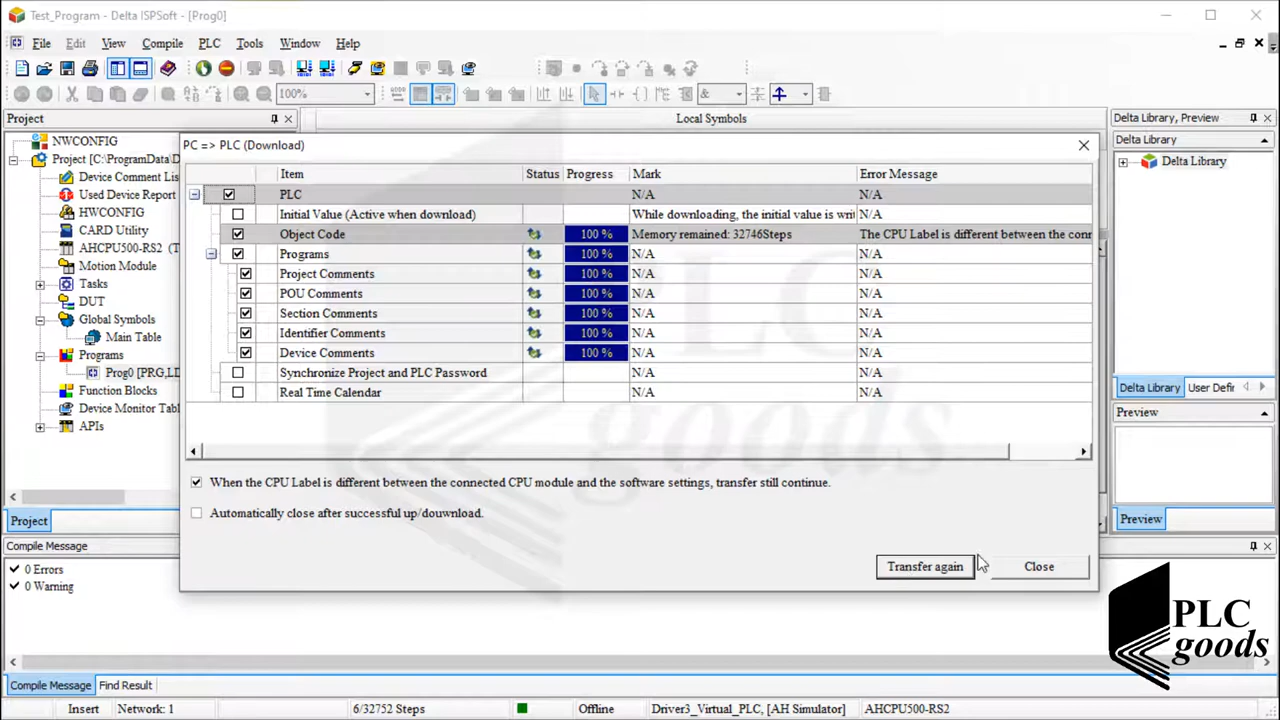 Test_Program - Delta ISPSoft - [Prog0]
File Edit View Compile PLC Tools Window Help
100%
&
Project
Local Symbols
Delta Library, Preview
NWCONFIG
Project [C:\ProgramData\D
Device Comment Lis
Used Device Report
HWCONFIG
CARD Utility
AHCPU500-RS2 (T
Motion Module
Tasks
DUT
Global Symbols
Main Table
Programs
Prog0 [PRG,LD
Function Blocks
Device Monitor Tabl
APIs
Project
PC => PLC (Download)
Item Status Progress Mark Error Message
PLC N/A N/A
Initial Value (Active when download) While downloading, the initial value is writ N/A
Object Code 100 % Memory remained: 32746Steps The CPU Label is different between the conn
Programs 100 % N/A N/A
Project Comments 100 % N/A N/A
POU Comments 100 % N/A N/A
Section Comments 100 % N/A N/A
Identifier Comments 100 % N/A N/A
Device Comments 100 % N/A N/A
Synchronize Project and PLC Password N/A N/A
Real Time Calendar N/A N/A
When the CPU Label is different between the connected CPU module and the software settings, transfer still continue.
Automatically close after successful up/douwnload.
Transfer again Close
Delta Library
Delta Library
Delta Library User Defir
Preview
Preview
Compile Message
0 Errors
0 Warning
Compile Message Find Result
Insert Network: 1 6/32752 Steps Offline Driver3_Virtual_PLC, [AH Simulator] AHCPU500-RS2
PLC
goods
PLC
goods